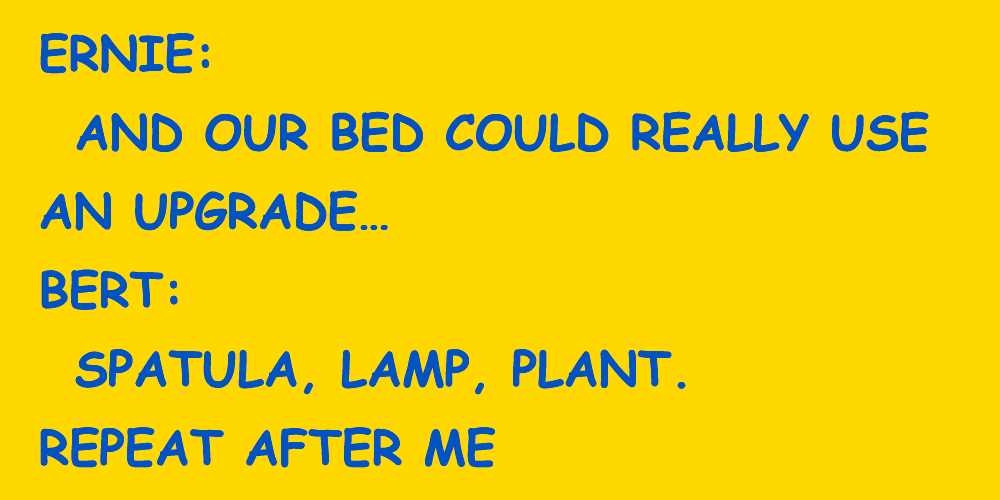 ERNIE:
AND OUR BED COULD REALLY USE
AN UPGRADE…
BERT:
SPATULA, LAMP, PLANT.
REPEAT AFTER ME